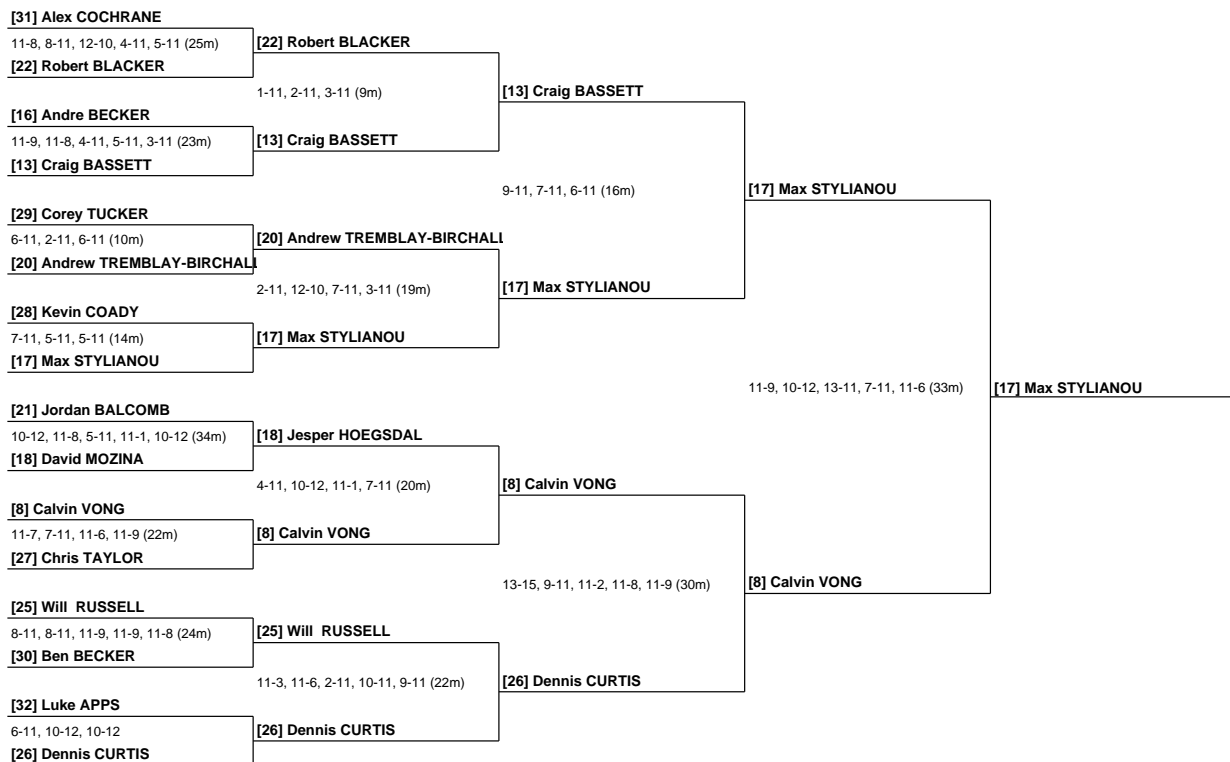 [31] Alex COCHRANE
11-8, 8-11, 12-10, 4-11, 5-11 (25m)
[22] Robert BLACKER
[22] Robert BLACKER
1-11, 2-11, 3-11 (9m)
[13] Craig BASSETT
[16] Andre BECKER
11-9, 11-8, 4-11, 5-11, 3-11 (23m)
[13] Craig BASSETT
[13] Craig BASSETT
9-11, 7-11, 6-11 (16m)
[17] Max STYLIANOU
[29] Corey TUCKER
6-11, 2-11, 6-11 (10m)
[20] Andrew TREMBLAY-BIRCHALL
[20] Andrew TREMBLAY-BIRCHALL
2-11, 12-10, 7-11, 3-11 (19m)
[17] Max STYLIANOU
[28] Kevin COADY
7-11, 5-11, 5-11 (14m)
[17] Max STYLIANOU
[17] Max STYLIANOU
11-9, 10-12, 13-11, 7-11, 11-6 (33m)
[17] Max STYLIANOU
[21] Jordan BALCOMB
10-12, 11-8, 5-11, 11-1, 10-12 (34m)
[18] David MOZINA
[18] Jesper HOEGSDAL
4-11, 10-12, 11-1, 7-11 (20m)
[8] Calvin VONG
[8] Calvin VONG
11-7, 7-11, 11-6, 11-9 (22m)
[27] Chris TAYLOR
[8] Calvin VONG
13-15, 9-11, 11-2, 11-8, 11-9 (30m)
[8] Calvin VONG
[25] Will RUSSELL
8-11, 8-11, 11-9, 11-9, 11-8 (24m)
[30] Ben BECKER
[25] Will RUSSELL
11-3, 11-6, 2-11, 10-11, 9-11 (22m)
[26] Dennis CURTIS
[32] Luke APPS
6-11, 10-12, 10-12
[26] Dennis CURTIS
[26] Dennis CURTIS